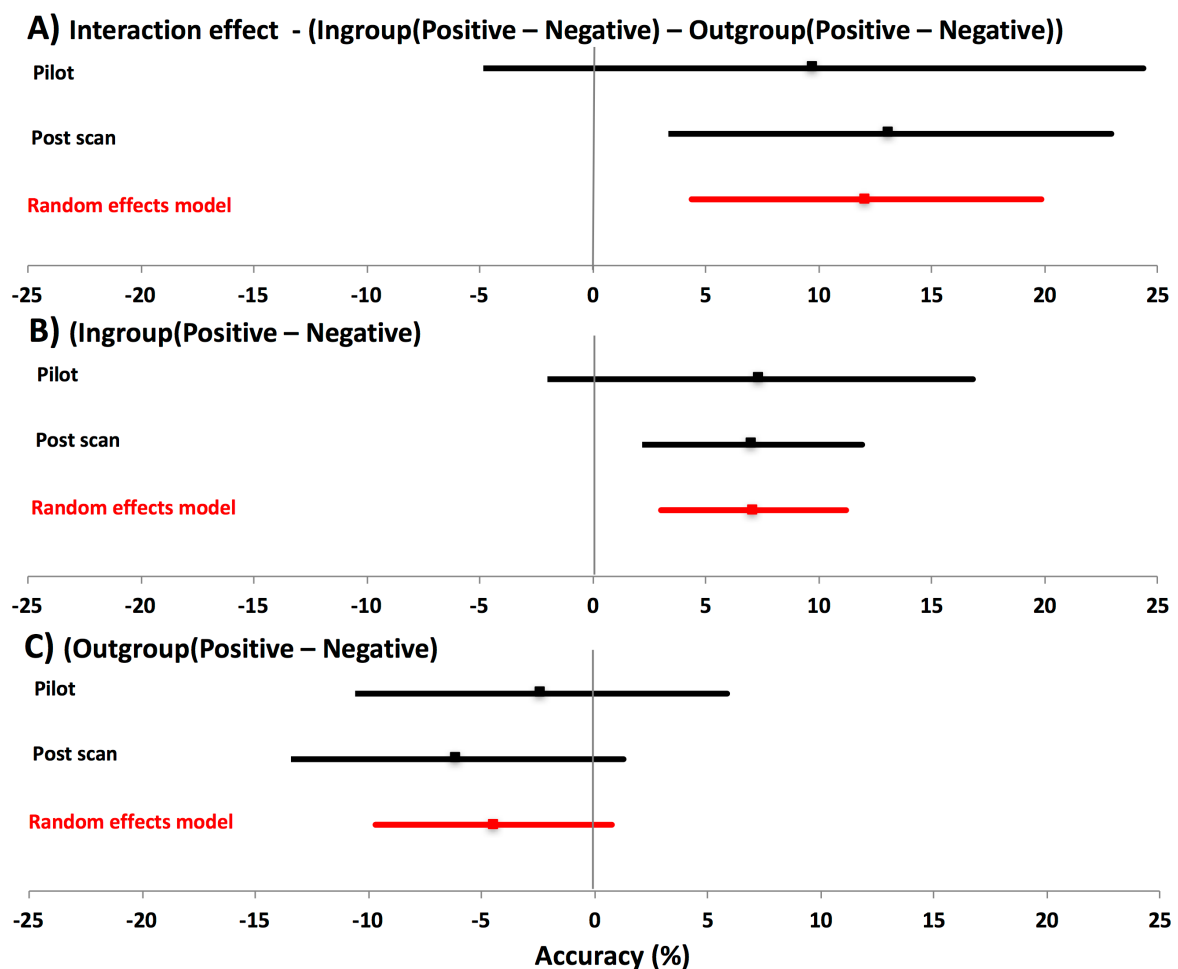 A) Interaction effect - (Ingroup(Positive – Negative) – Outgroup(Positive – Negative))
Pilot
Post scan
Random effects model
-25 -20 -15 -10 -5 0 5 10 15 20 25
B) (Ingroup(Positive – Negative)
Pilot
Post scan
Random effects model
-25 -20 -15 -10 -5 0 5 10 15 20 25
C) (Outgroup(Positive – Negative)
Pilot
Post scan
Random effects model
-25 -20 -15 -10 -5 0 5 10 15 20 25
Accuracy (%)